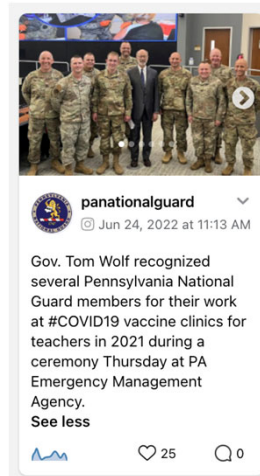 panationalguard
Jun 24, 2022 at 11:13 AM
Gov. Tom Wolf recognized
several Pennsylvania National
Guard members for their work
at #COVID19 vaccine clinics for
teachers in 2021 during a
ceremony Thursday at PA
Emergency Management
Agency.
See less
25
0